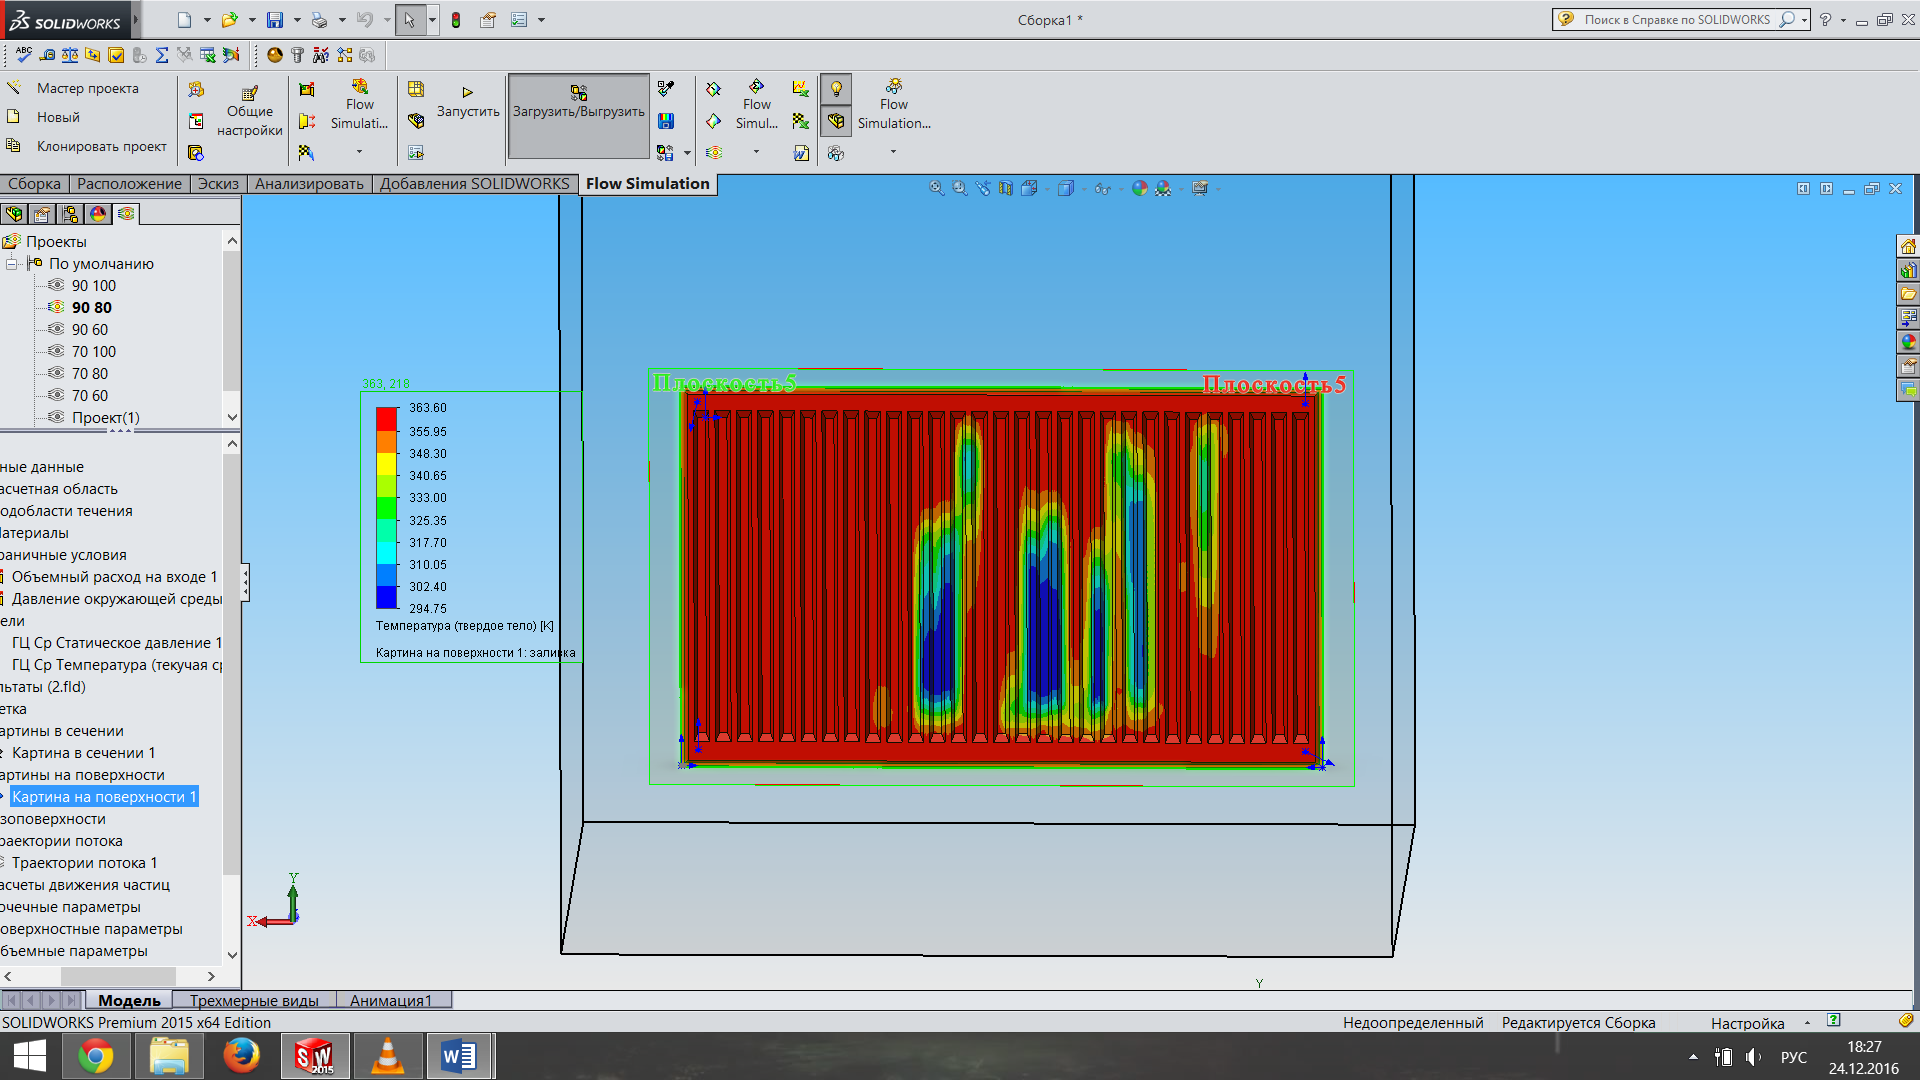 SOLIDWORKS
Сборка1 *
Поиск в Справке по SOLIDWORKS
ABC
Мастер проекта
Новый
Клонировать проект
Общие
настройки
Flow
Simulati...
Запустить
Загрузить/Выгрузить
Flow
Simul...
Flow
Simulation...
Сборка
Расположение
Эскиз
Анализировать
Добавления SOLIDWORKS
Flow Simulation
Проекты
По умолчанию
90 100
90 80
90 60
70 100
70 80
70 60
Проект(1)
ные данные
асчетная область
одобласти течения
атериалы
раничные условия
Объемный расход на входе 1
Давление окружающей среды
ели
ГЦ Ср Статическое давление 1
ГЦ Ср Температура (текучая ср
льтаты (2.fld)
етка
артины в сечении
Картина в сечении 1
артины на поверхности
Картина на поверхности 1
зоповерхности
раектории потока
Траектории потока 1
асчеты движения частиц
очечные параметры
оверхностные параметры
бъемные параметры
363, 218
363.60
355.95
348.30
340.65
333.00
325.35
317.70
310.05
302.40
294.75
Температура (твердое тело) [K]
Картина на поверхности 1: заливка
Плоскость5
Плоскость5
Y
X
Y
Модель
Трехмерные виды
Анимация1
SOLIDWORKS Premium 2015 x64 Edition
Недоопределенный
Редактируется Сборка
Настройка
SW
2015
W
РУС
18:27
24.12.2016